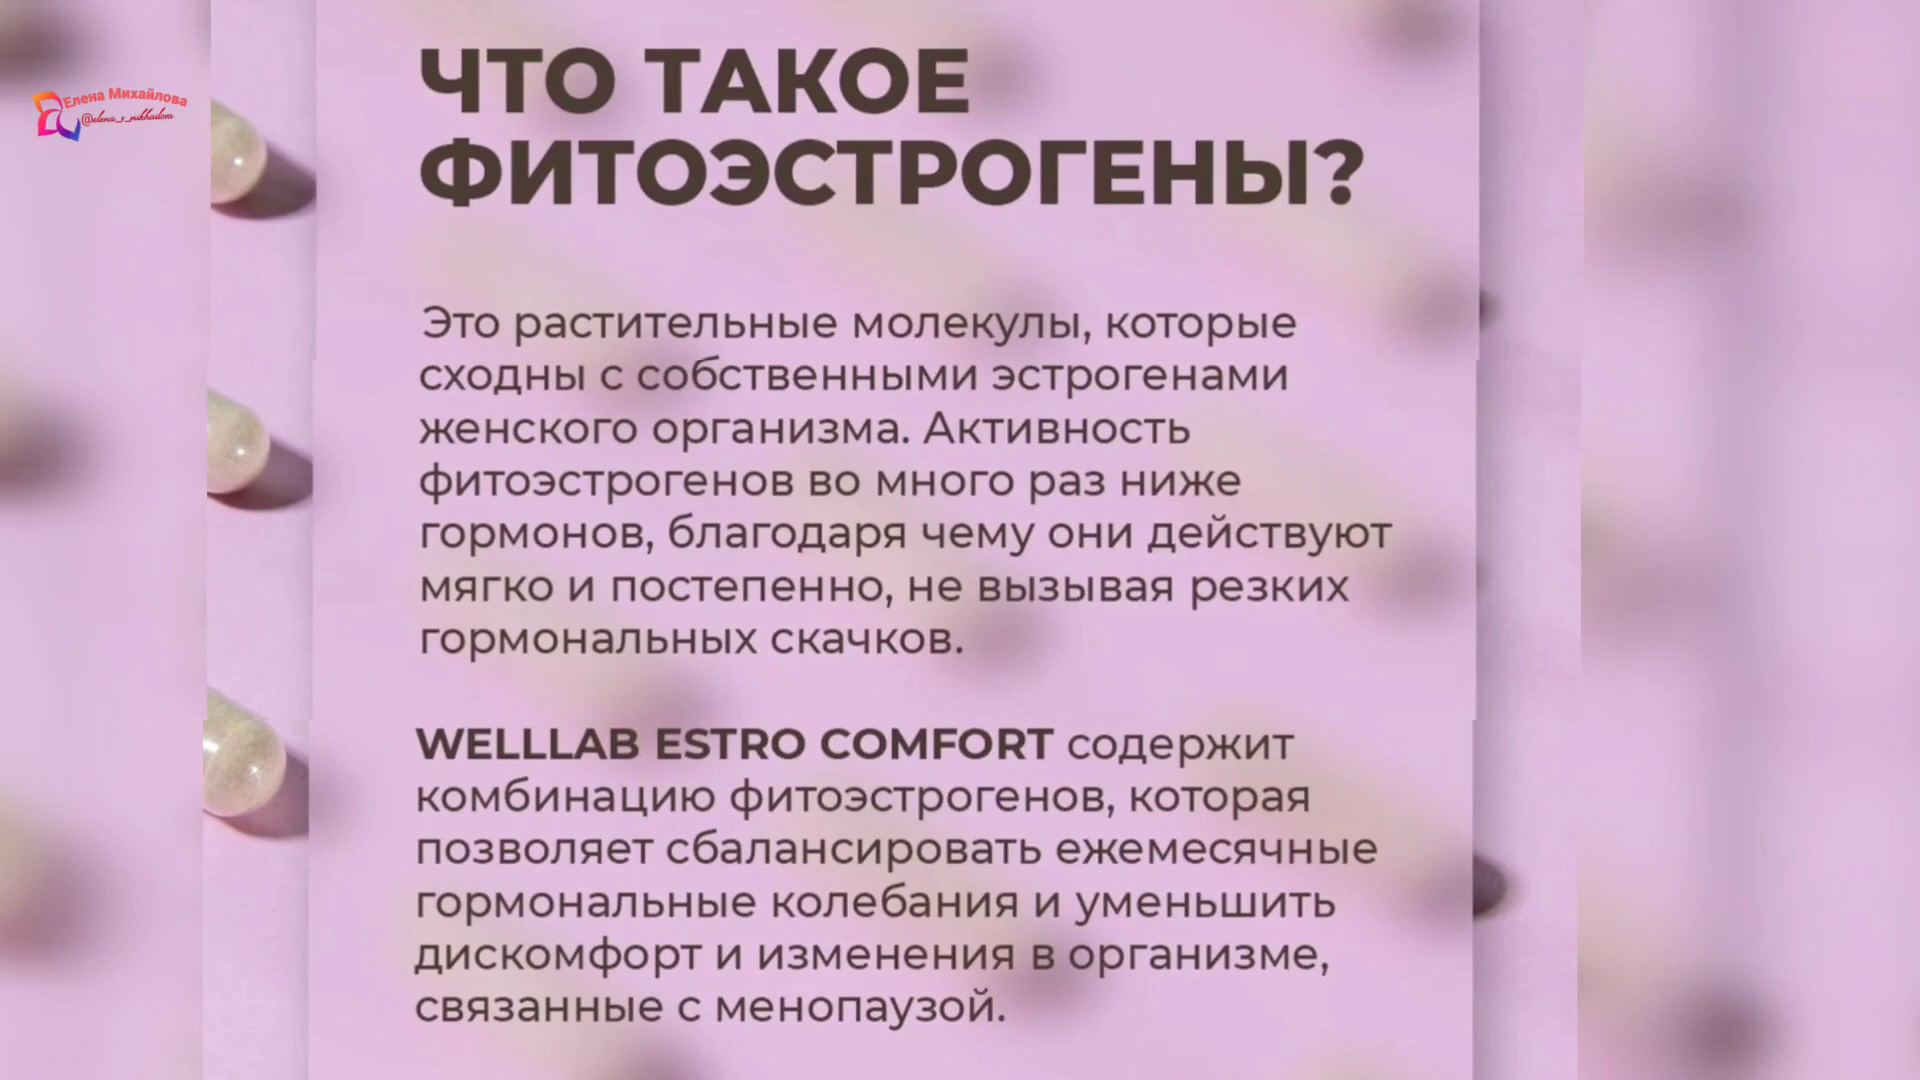 Елена Михайлова
ЧТО ТАКОЕ
ФИТОЭСТРОГЕНЫ?
Это растительные молекулы, которые
сходны с собственными эстрогенами
женского организма. Активность
фитоэстрогенов во много раз ниже
гормонов, благодаря чему они действуют
мягко и постепенно, не вызывая резких
гормональных скачков.
WELLLAB ESTRO COMFORT содержит
комбинацию фитоэстрогенов, которая
позволяет сбалансировать ежемесячные
гормональные колебания и уменьшить
дискомфорт и изменения в организме,
связанные с менопаузой.